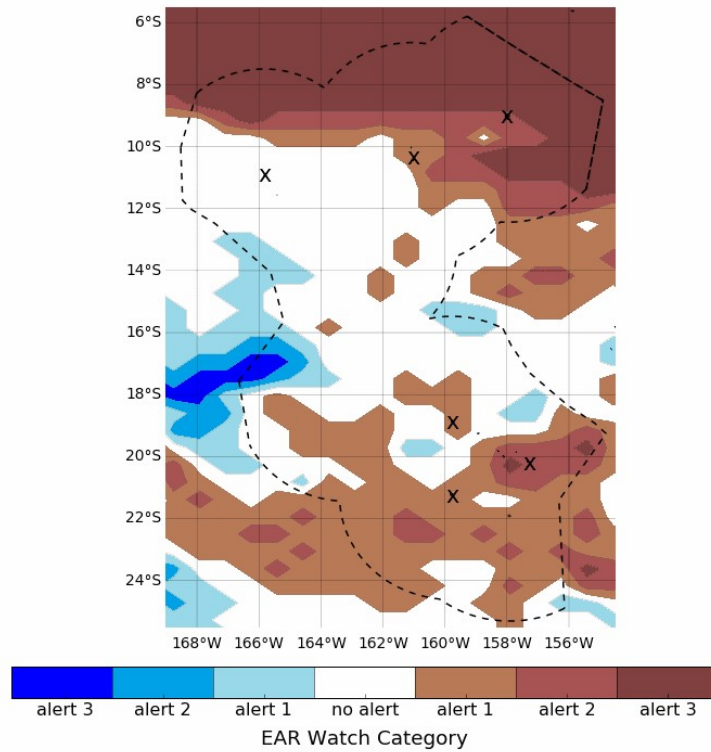 6°S
8°S
10°S
12°S
14°S
16°S
18°S
20°S
22°S
24°S
x
x
x
x
x
x
168°W 166°W 164°W 162°W 160°W 158°W 156°W
alert 3 alert 2 alert 1 no alert alert 1 alert 2 alert 3
EAR Watch Category